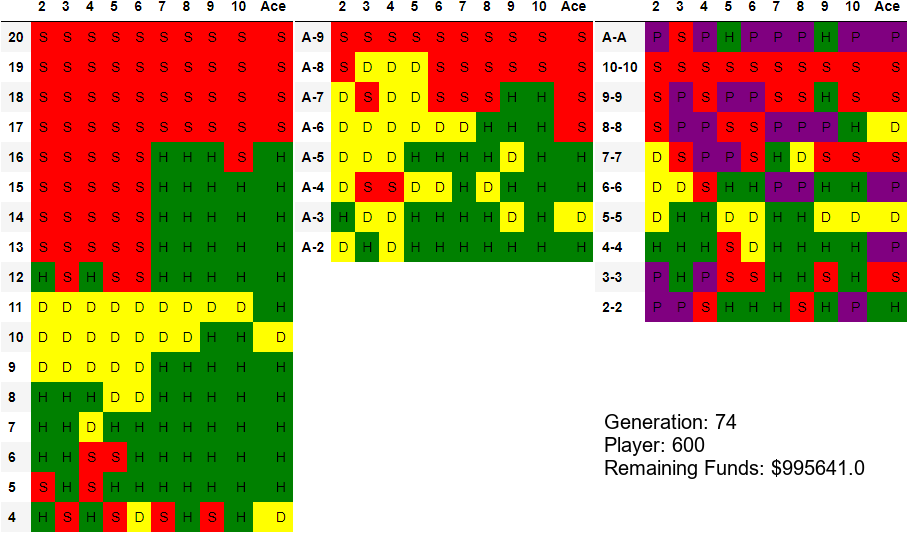 2 3 4 5 6 7 8 9 10 Ace
20 S S S S S S S S S S
19 S S S S S S S S S S
18 S S S S S S S S S S
17 S S S S S S S S S S
16 S S S S S H H H S H
15 S S S S S H H H H H
14 S S S S S H H H H H
13 S S S S S H H H H H
12 H S H S S H H H H H
11 D D D D D D D D D H
10 D D D D D D D H H D
9 D D D D D H H H H H
8 H H H D D H H H H H
7 H H D H H H H H H H
6 H H S S H H H H H H
5 S H S H H H H H H H
4 H S H S D S H S H D
2 3 4 5 6 7 8 9 10 Ace
A-9 S S S S S S S S S S
A-8 S D D D S S S S S S
A-7 D S D D S S S H H S
A-6 D D D D D D H H H S
A-5 D D D H H H H D H H
A-4 D S S D D H D H H H
A-3 H D D H H H H D H D
A-2 D H D H H H H H H H
2 3 4 5 6 7 8 9 10 Ace
A-A P S P H P P P H P P
10-10 S S S S S S S S S S
9-9 S P S P P S S H S S
8-8 S P P S S P P P H D
7-7 D S P P S H D S S S
6-6 D D S H H P P H H P
5-5 D H H D D H H D D D
4-4 H H H S D H H H H P
3-3 P H P S S H H S H S
2-2 P P S H H H S H P H
Generation: 74
Player: 600
Remaining Funds: $995641.0